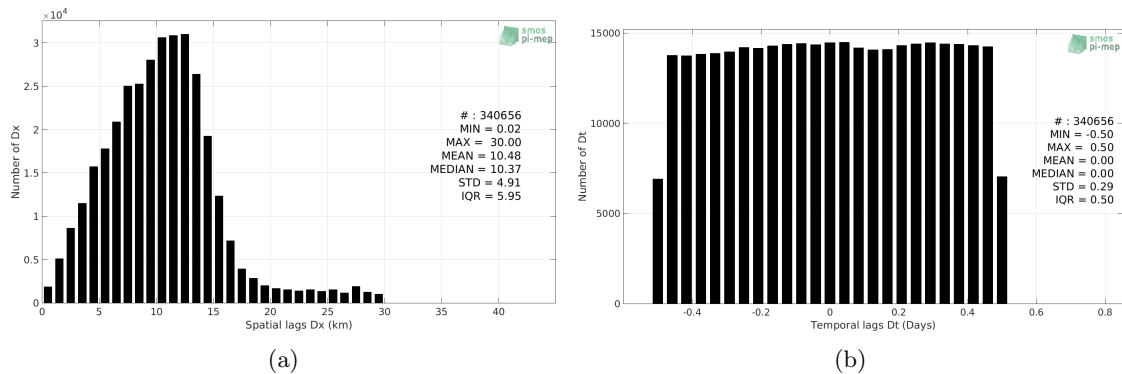 ×10⁴
3
2.5
2
1.5
1
0.5
0
0 5 10 15 20 25 30 35 40
Number of Dx
Spatial lags Dx (km)
smos
pi-mep
# : 340656
MIN = 0.02
MAX = 30.00
MEAN = 10.48
MEDIAN = 10.37
STD = 4.91
IQR = 5.95
(a)
15000
10000
5000
0
-0.4 -0.2 0 0.2 0.4 0.6 0.8
Number of Dt
Temporal lags Dt (Days)
smos
pi-mep
# : 340656
MIN = -0.50
MAX = 0.50
MEAN = 0.00
MEDIAN = 0.00
STD = 0.29
IQR = 0.50
(b)